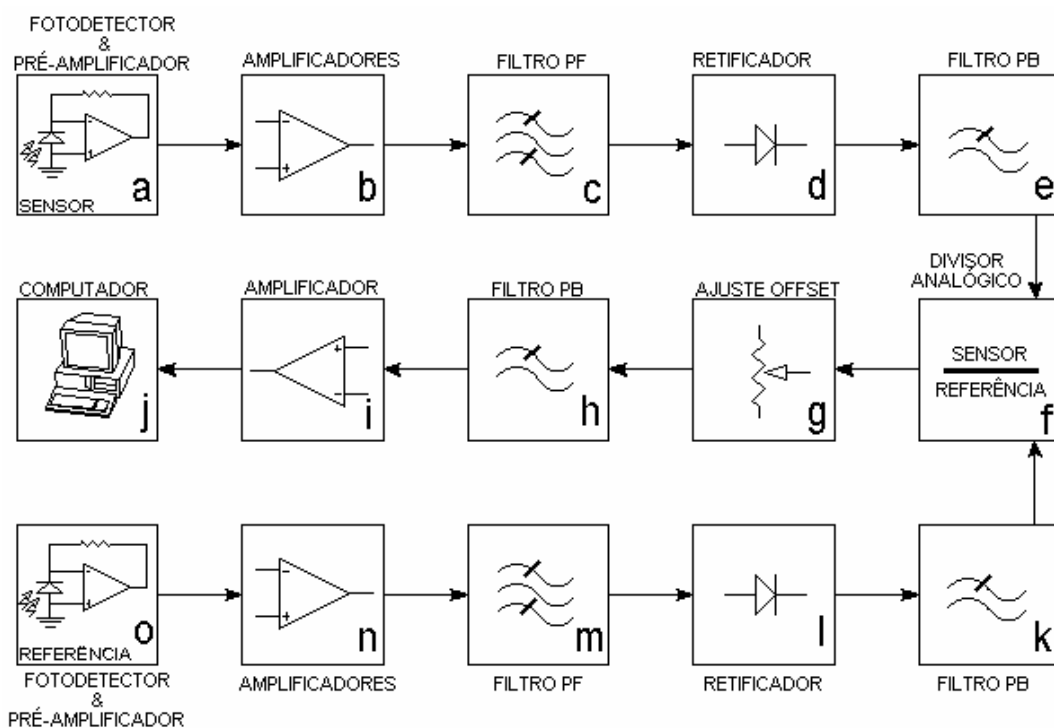 FOTODETECTOR
&
PRÉ-AMPLIFICADOR
AMPLIFICADORES
FILTRO PF
RETIFICADOR
FILTRO PB
SENSOR
a
b
c
d
e
COMPUTADOR
AMPLIFICADOR
FILTRO PB
AJUSTE OFFSET
DIVISOR
ANALÓGICO
SENSOR
REFERÊNCIA
j
i
h
g
f
REFERÊNCIA
o
n
m
l
k
FOTODETECTOR
&
PRÉ-AMPLIFICADOR
AMPLIFICADORES
FILTRO PF
RETIFICADOR
FILTRO PB